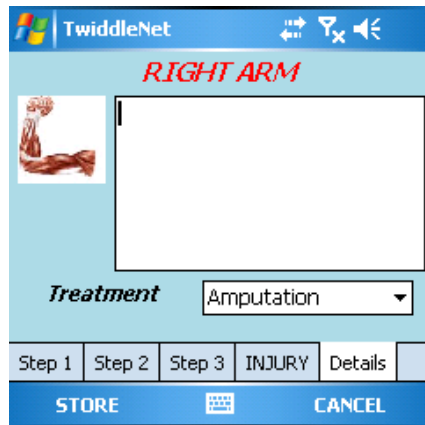 TwiddleNet
RIGHT ARM
Treatment Amputation
Step 1 Step 2 Step 3 INJURY Details
STORE CANCEL